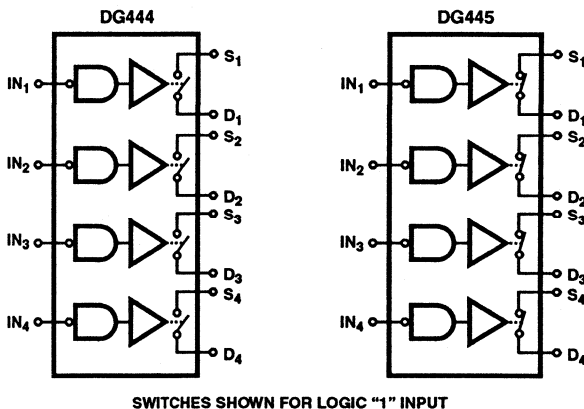 DG444
DG445
IN1
S1
D1
IN2
S2
D2
IN3
S3
D3
IN4
S4
D4
IN1
S1
D1
IN2
S2
D2
IN3
S3
D3
IN4
S4
D4
SWITCHES SHOWN FOR LOGIC “1” INPUT